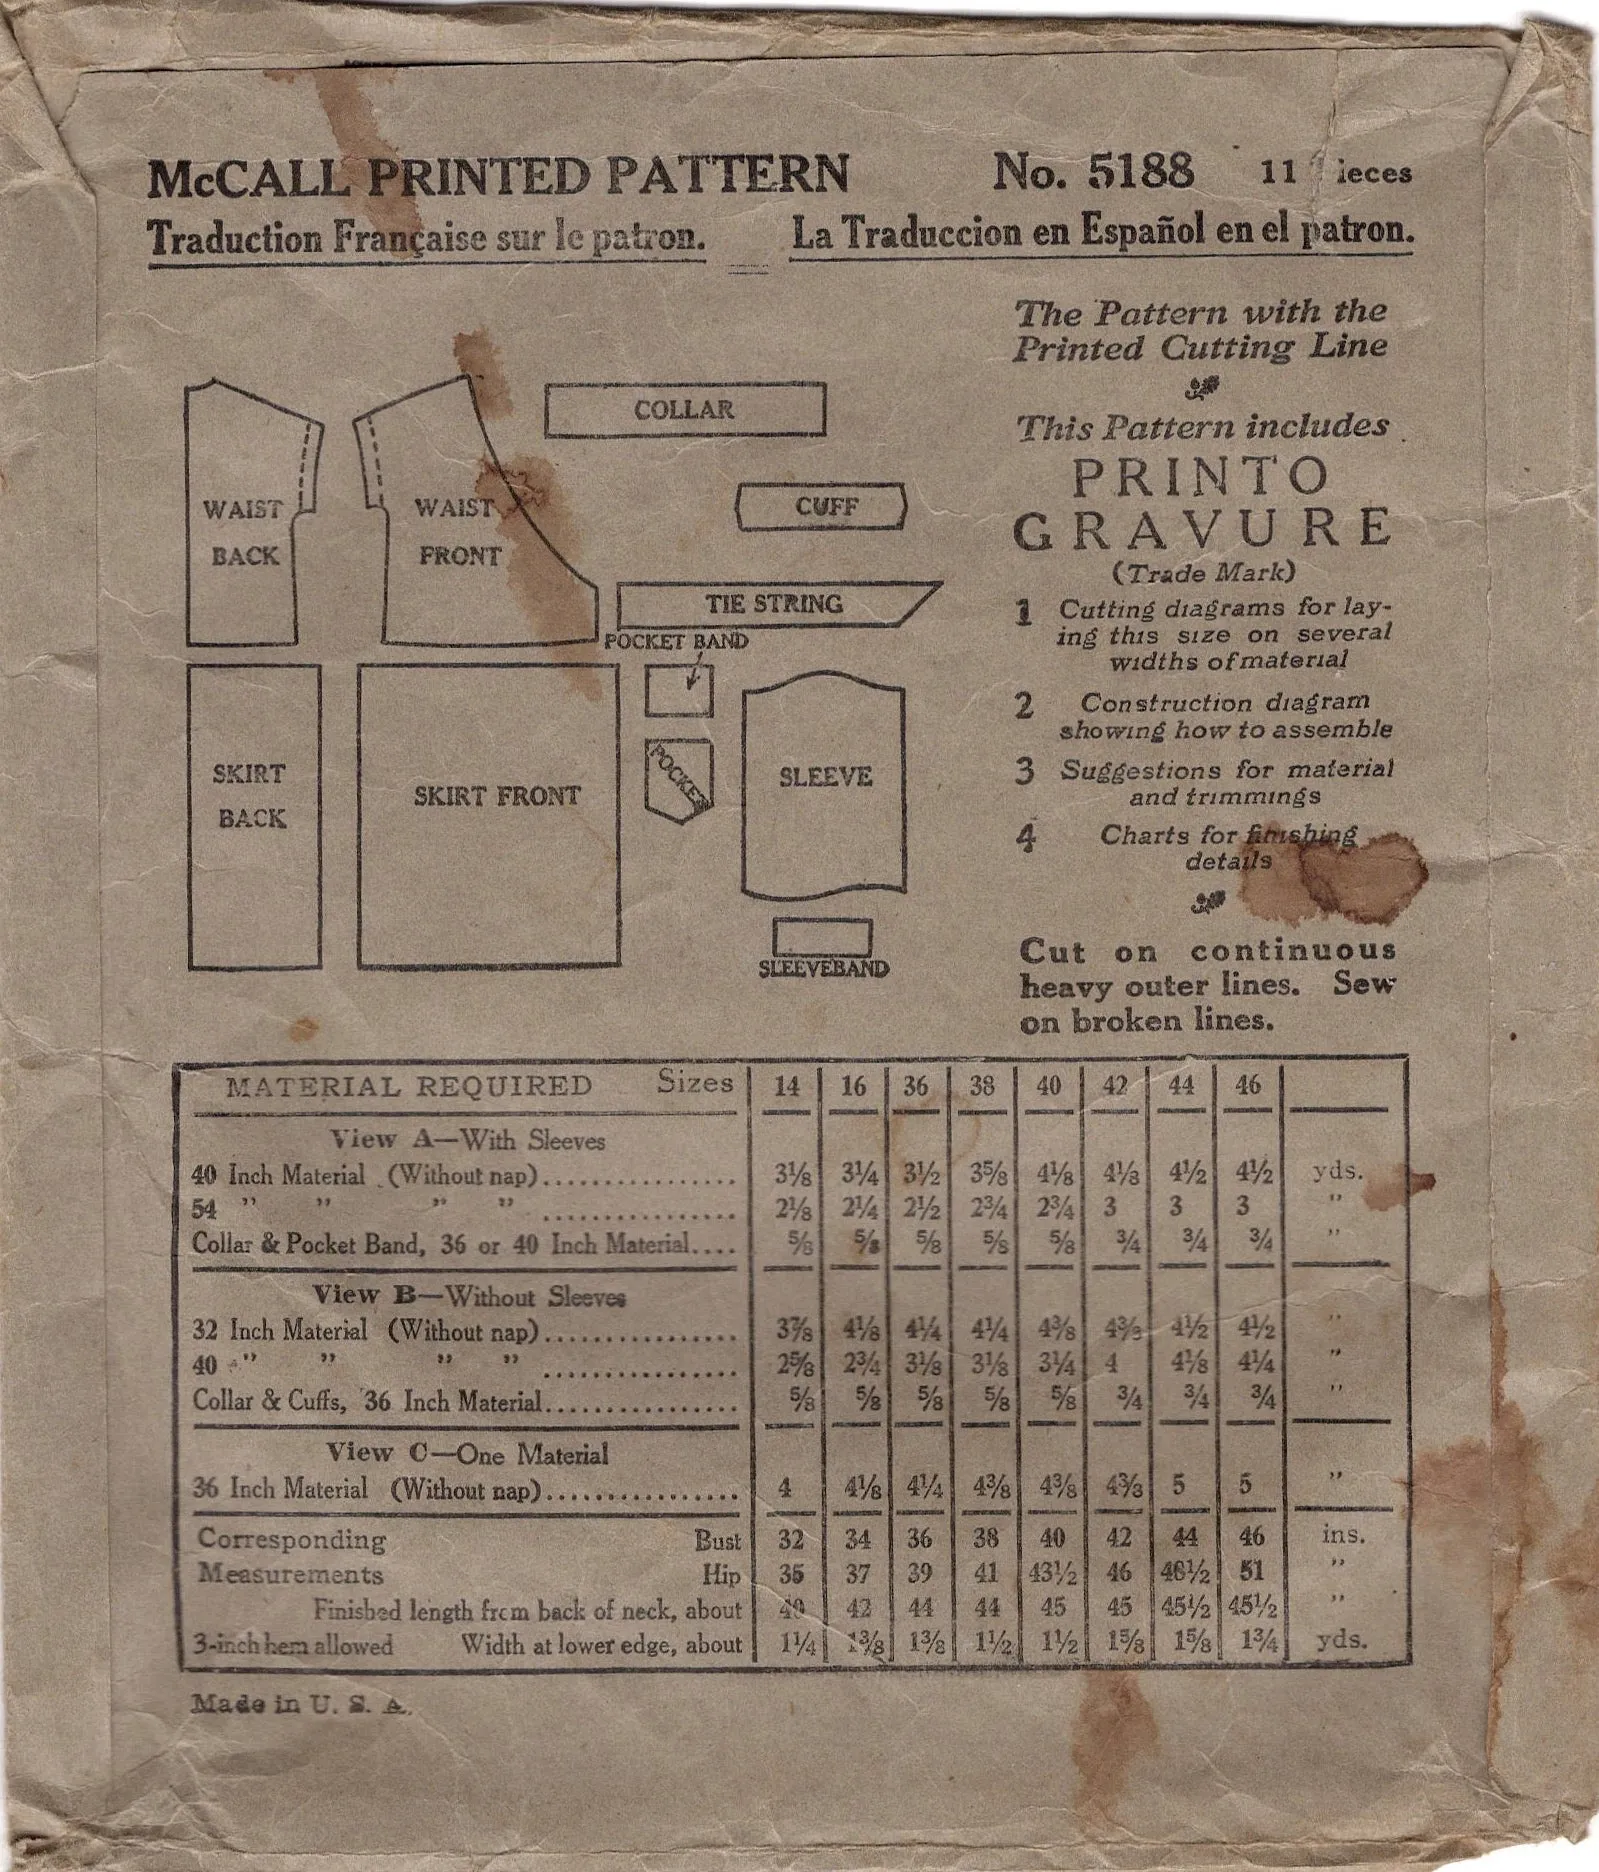 McCALL PRINTED PATTERN No. 5188 11 ieces
Traduction Française sur le patron. La Traduccion en Español en el patron.
The Pattern with the
Printed Cutting Line
This Pattern includes
PRINTO
GRAVURE
(Trade Mark)
1 Cutting diagrams for lay-
ing this size on several
widths of material
2 Construction diagram
showing how to assemble
3 Suggestions for material
and trimmings
4 Charts for finishing
details
Cut on continuous
heavy outer lines. Sew
on broken lines.
WAIST
BACK
WAIST
FRONT
COLLAR
CUFF
TIE STRING
POCKET BAND
SKIRT
BACK
SKIRT FRONT
POCKET
SLEEVE
SLEEVEBAND
MATERIAL REQUIRED Sizes 14 16 36 38 40 42 44 46
View A—With Sleeves
40 Inch Material (Without nap)................ 3⅛ 3¼ 3½ 3⅝ 4⅛ 4⅛ 4½ 4½ yds.
54 ” ” ” ” ................ 2⅛ 2¼ 2½ 2¾ 2¾ 3 3 3 ”
Collar & Pocket Band, 36 or 40 Inch Material.... ⅝ ⅝ ⅝ ⅝ ⅝ ¾ ¾ ¾ ”
View B—Without Sleeves
32 Inch Material (Without nap)................ 3⅞ 4⅛ 4¼ 4¼ 4⅜ 4⅜ 4½ 4½ ”
40 ” ” ” ” ................ 2⅝ 2¾ 3⅛ 3⅛ 3¼ 4 4⅛ 4¼ ”
Collar & Cuffs, 36 Inch Material................ ⅝ ⅝ ⅝ ⅝ ⅝ ¾ ¾ ¾ ”
View C—One Material
36 Inch Material (Without nap)................ 4 4⅛ 4¼ 4⅜ 4⅜ 4⅜ 5 5 ”
Corresponding Bust 32 34 36 38 40 42 44 46 ins.
Measurements Hip 35 37 39 41 43½ 46 48½ 51 ”
Finished length from back of neck, about 40 42 44 44 45 45 45½ 45½ ”
3-inch hem allowed Width at lower edge, about 1¼ 1⅜ 1⅜ 1½ 1½ 1⅝ 1⅝ 1¾ yds.
Made in U. S. A.